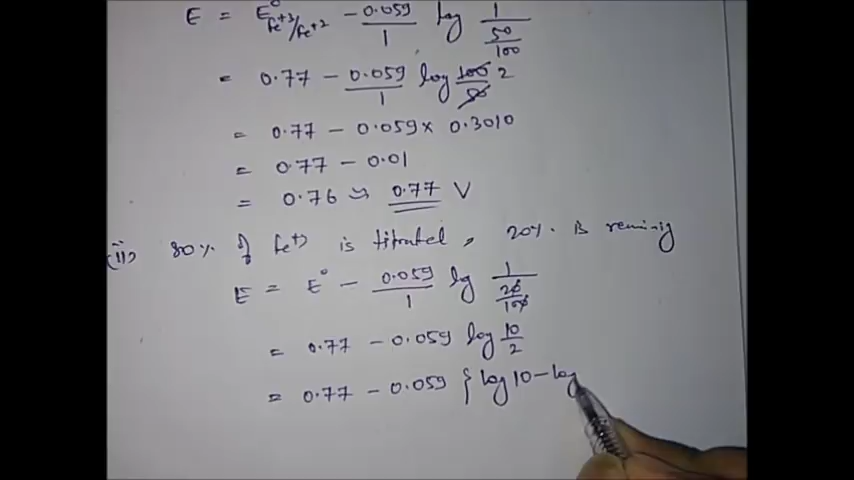 E = E° Fe+3/Fe+2 - 0.059/1 log 1/(50/100)
= 0.77 - 0.059/1 log 100/50 2
= 0.77 - 0.059 x 0.3010
= 0.77 - 0.01
= 0.76 ≈ 0.77 V
(ii) 80% of Fe+2 is titrated, 20% is
E = E° - 0.059/1 log 1/(20/100)
= 0.77 - 0.059 log 10/2
= 0.77 - 0.059 { log 10 - log